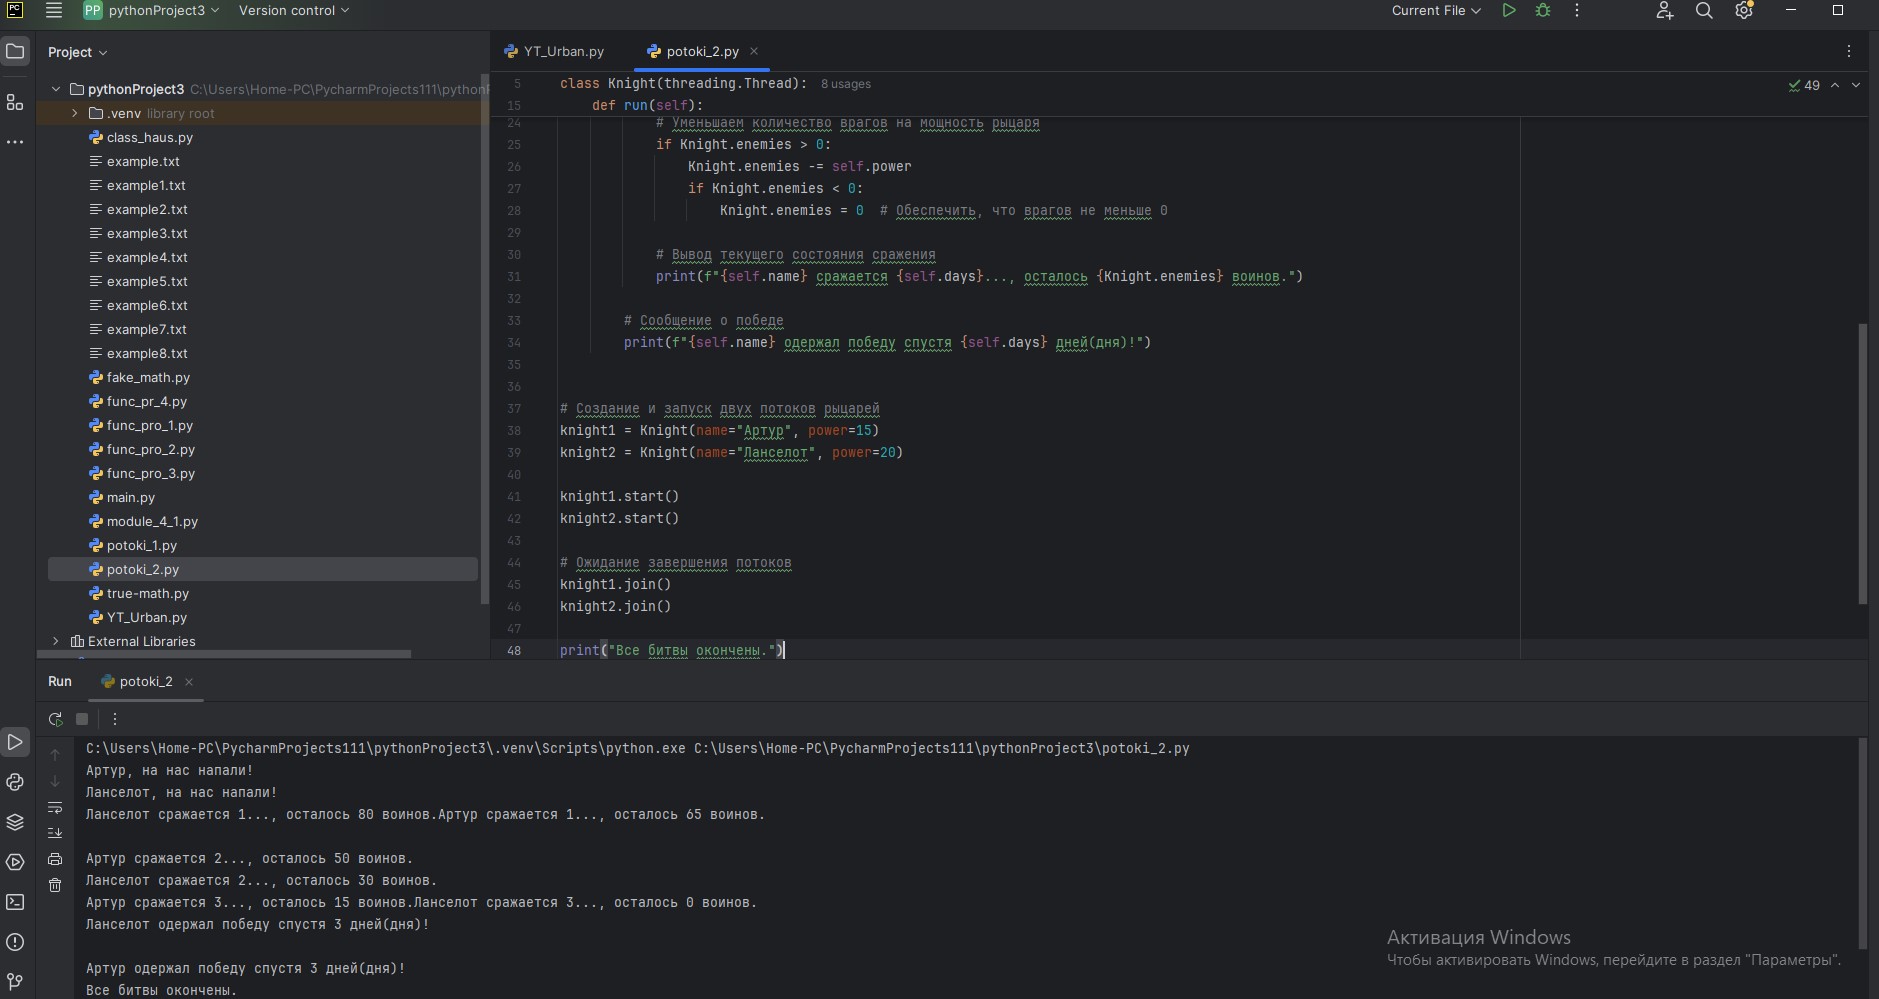 PC
PP pythonProject3
Version control
Current File
Project
YT_Urban.py
potoki_2.py
pythonProject3 C:\Users\Home-PC\PycharmProjects111\python
.venv library root
class_haus.py
example.txt
example1.txt
example2.txt
example3.txt
example4.txt
example5.txt
example6.txt
example7.txt
example8.txt
fake_math.py
func_pr_4.py
func_pro_1.py
func_pro_2.py
func_pro_3.py
main.py
module_4_1.py
potoki_1.py
potoki_2.py
true-math.py
YT_Urban.py
External Libraries
49
5 class Knight(threading.Thread): 8 usages
15 def run(self):
24 # Уменьшаем количество врагов на мощность рыцаря
25 if Knight.enemies > 0:
26 Knight.enemies -= self.power
27 if Knight.enemies < 0:
28 Knight.enemies = 0 # Обеспечить, что врагов не меньше 0
29
30 # Вывод текущего состояния сражения
31 print(f"{self.name} сражается {self.days}..., осталось {Knight.enemies} воинов.")
32
33 # Сообщение о победе
34 print(f"{self.name} одержал победу спустя {self.days} дней(дня)!")
35
36
37 # Создание и запуск двух потоков рыцарей
38 knight1 = Knight(name="Артур", power=15)
39 knight2 = Knight(name="Ланселот", power=20)
40
41 knight1.start()
42 knight2.start()
43
44 # Ожидание завершения потоков
45 knight1.join()
46 knight2.join()
47
48 print("Все битвы окончены.")
Run
potoki_2
C:\Users\Home-PC\PycharmProjects111\pythonProject3\.venv\Scripts\python.exe C:\Users\Home-PC\PycharmProjects111\pythonProject3\potoki_2.py
Артур, на нас напали!
Ланселот, на нас напали!
Ланселот сражается 1..., осталось 80 воинов.Артур сражается 1..., осталось 65 воинов.
Артур сражается 2..., осталось 50 воинов.
Ланселот сражается 2..., осталось 30 воинов.
Артур сражается 3..., осталось 15 воинов.Ланселот сражается 3..., осталось 0 воинов.
Ланселот одержал победу спустя 3 дней(дня)!
Артур одержал победу спустя 3 дней(дня)!
Все битвы окончены.
Активация Windows
Чтобы активировать Windows, перейдите в раздел "Параметры".